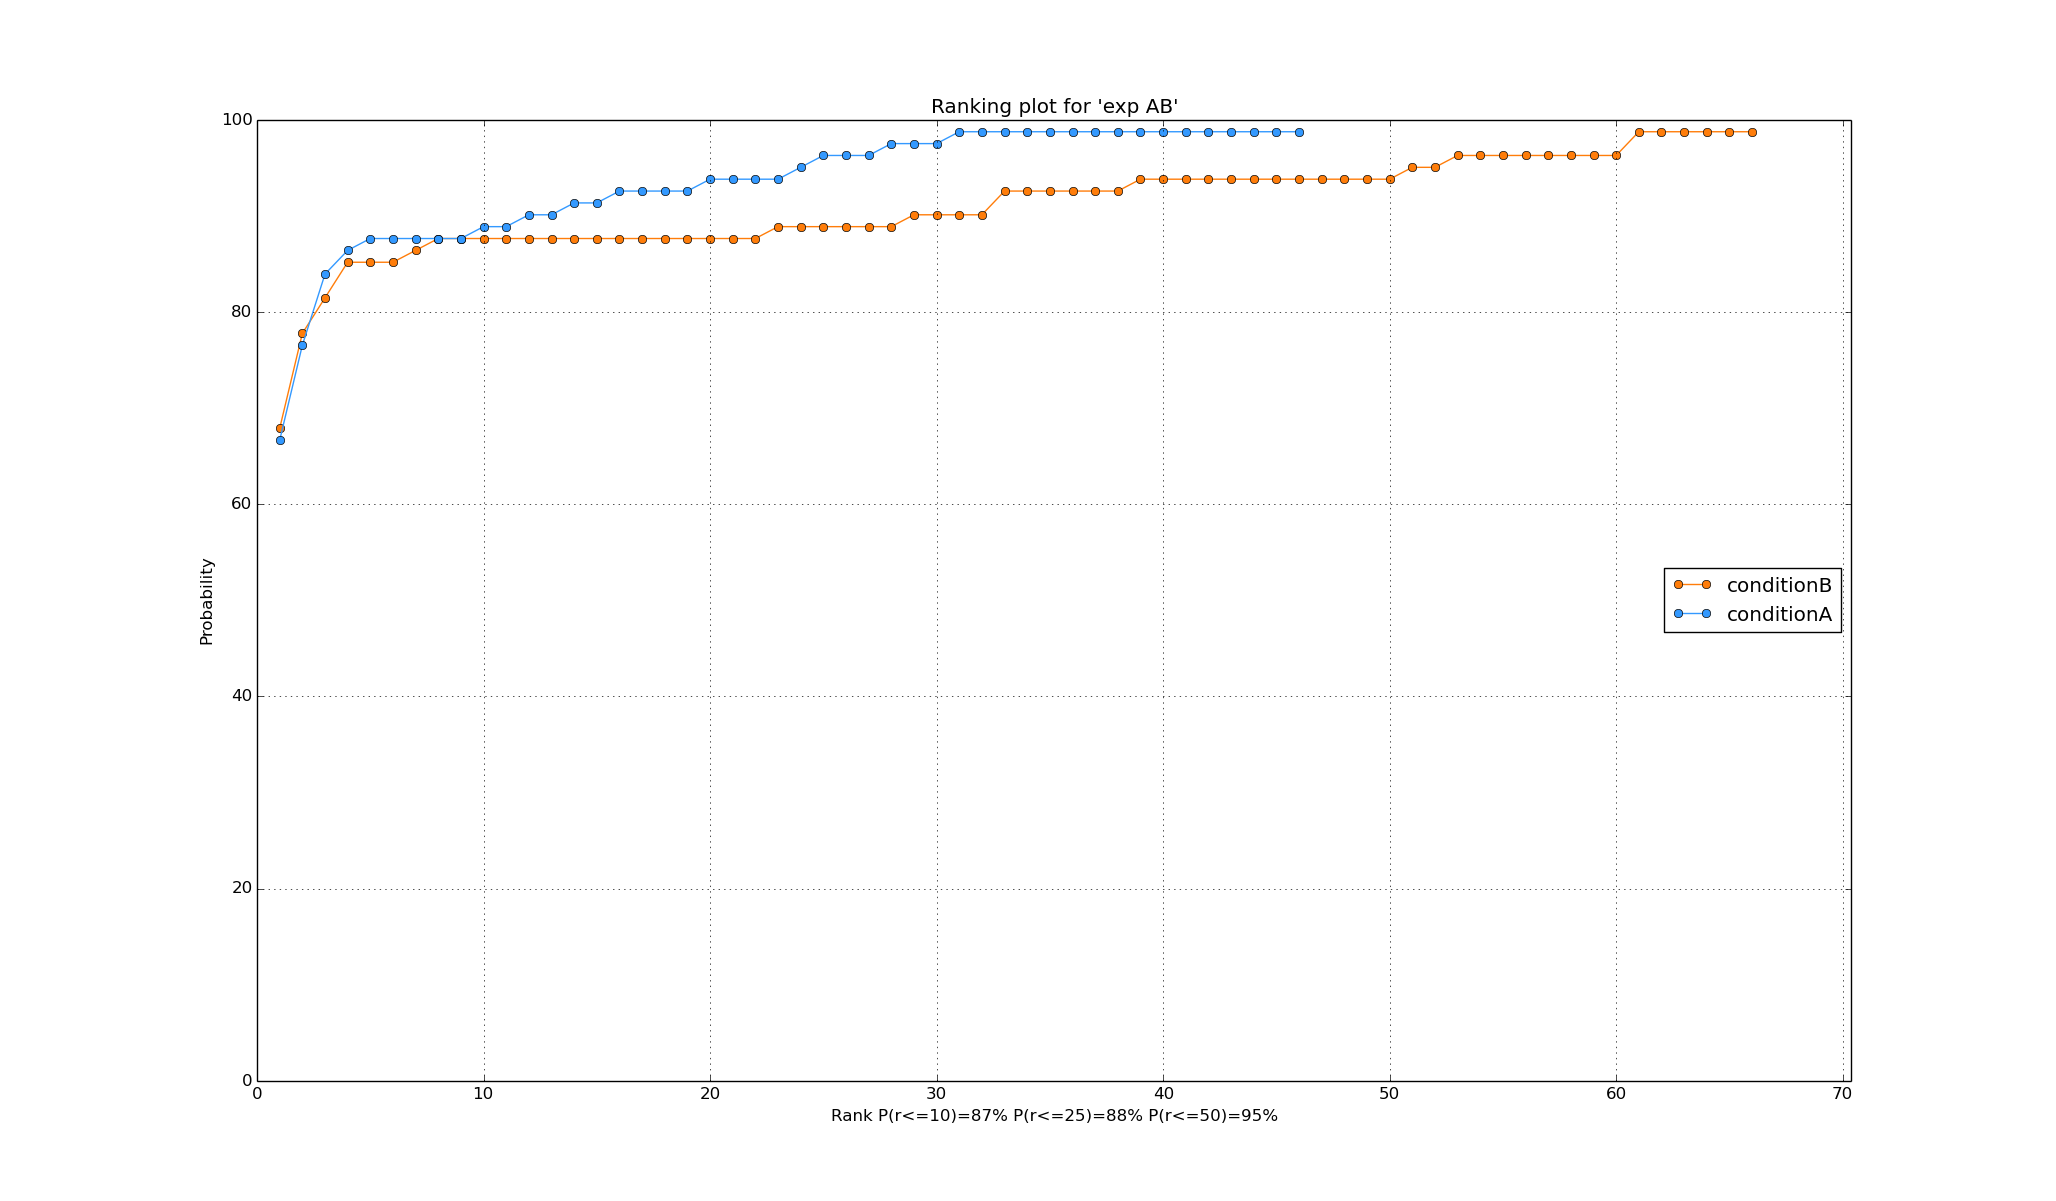 Ranking plot for 'exp AB'
100
80
60
40
20
0
Probability
conditionB
conditionA
0 10 20 30 40 50 60 70
Rank P(r<=10)=87% P(r<=25)=88% P(r<=50)=95%